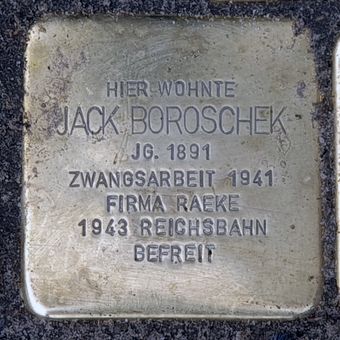 HIER WOHNTE
JACK BOROSCHEK
JG. 1891
ZWANGSARBEIT 1941
FIRMA RAEKE
1943 REICHSBAHN
BEFREIT